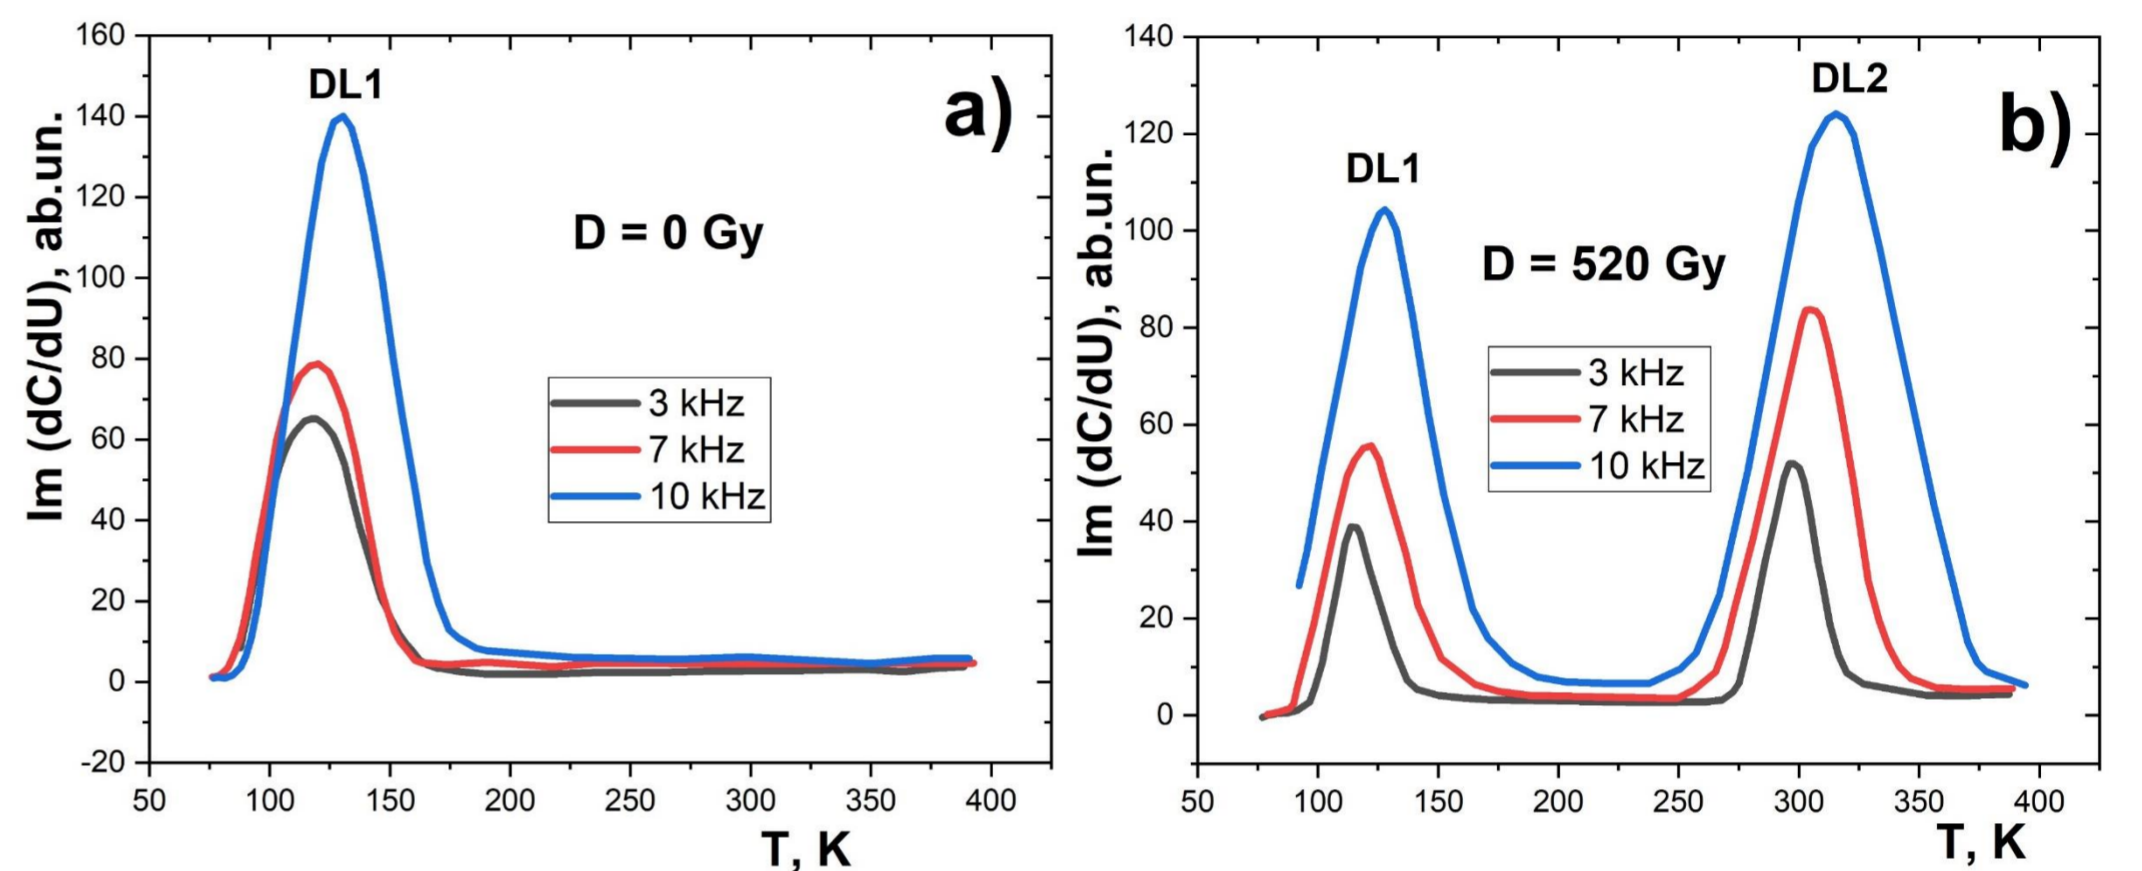 160
140
120
100
80
60
40
20
0
-20
Im (dC/dU), ab.un.
DL1
a)
D = 0 Gy
3 kHz
7 kHz
10 kHz
50 100 150 200 250 300 350 400
T, K
140
120
100
80
60
40
20
0
Im (dC/dU), ab.un.
DL2
b)
DL1
D = 520 Gy
3 kHz
7 kHz
10 kHz
50 100 150 200 250 300 350 400
T, K